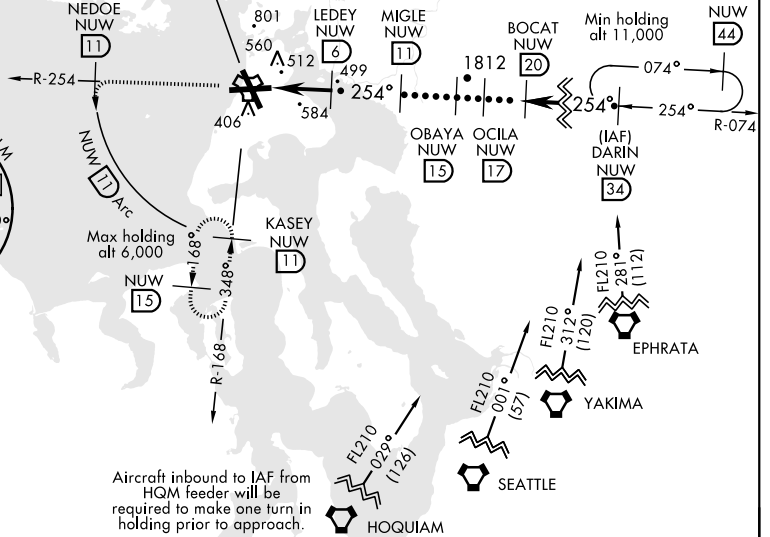 NEDOE
NUW
11
801
560
512
LEDEY
NUW
6
MIGLE
NUW
11
1812
BOCAT
NUW
20
Min holding
alt 11,000
NUW
44
074°
254°
R-074
R-254
499
254°
584
406
254°
OBAYA
NUW
15
OCILA
NUW
17
(IAF)
DARIN
NUW
34
NUW 11 Arc
Max holding
alt 6,000
168°
348°
KASEY
NUW
11
NUW
15
R-168
FL210
281°
(112)
EPHRATA
FL210
312°
(120)
YAKIMA
FL210
001°
(57)
SEATTLE
FL210
029°
(126)
HOQUIAM
Aircraft inbound to IAF from
HQM feeder will be
required to make one turn in
holding prior to approach.